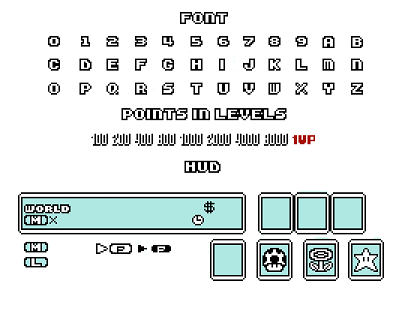 FONT
0 1 2 3 4 5 6 7 8 9 A B
C D E F G H I J K L M N
O P Q R S T U V W X Y Z
POINTS IN LEVELS
100 200 400 800 1000 2000 4000 8000 1UP
HUD
WORLD $
M ×
M P P
L